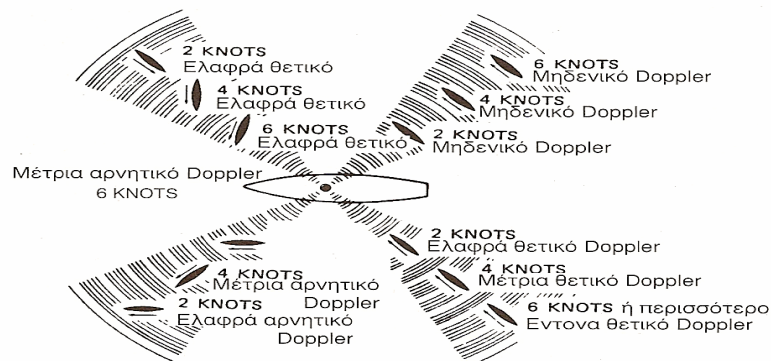 2 KNOTS
Ελαφρά θετικό
4 KNOTS
Ελαφρά θετικό
6 KNOTS
Ελαφρά θετικό
6 KNOTS
Μηδενικό Doppler
4 KNOTS
Μηδενικό Doppler
2 KNOTS
Μηδενικό Doppler
Μέτρια αρνητικό Doppler
6 KNOTS
4 KNOTS
Μέτρια αρνητικό
Doppler
2 KNOTS
Ελαφρά αρνητικό
Doppler
2 KNOTS
Ελαφρά θετικό Doppler
4 KNOTS
Μέτρια θετικό Doppler
6 KNOTS ή περισσότερο
Εντονα θετικό Doppler